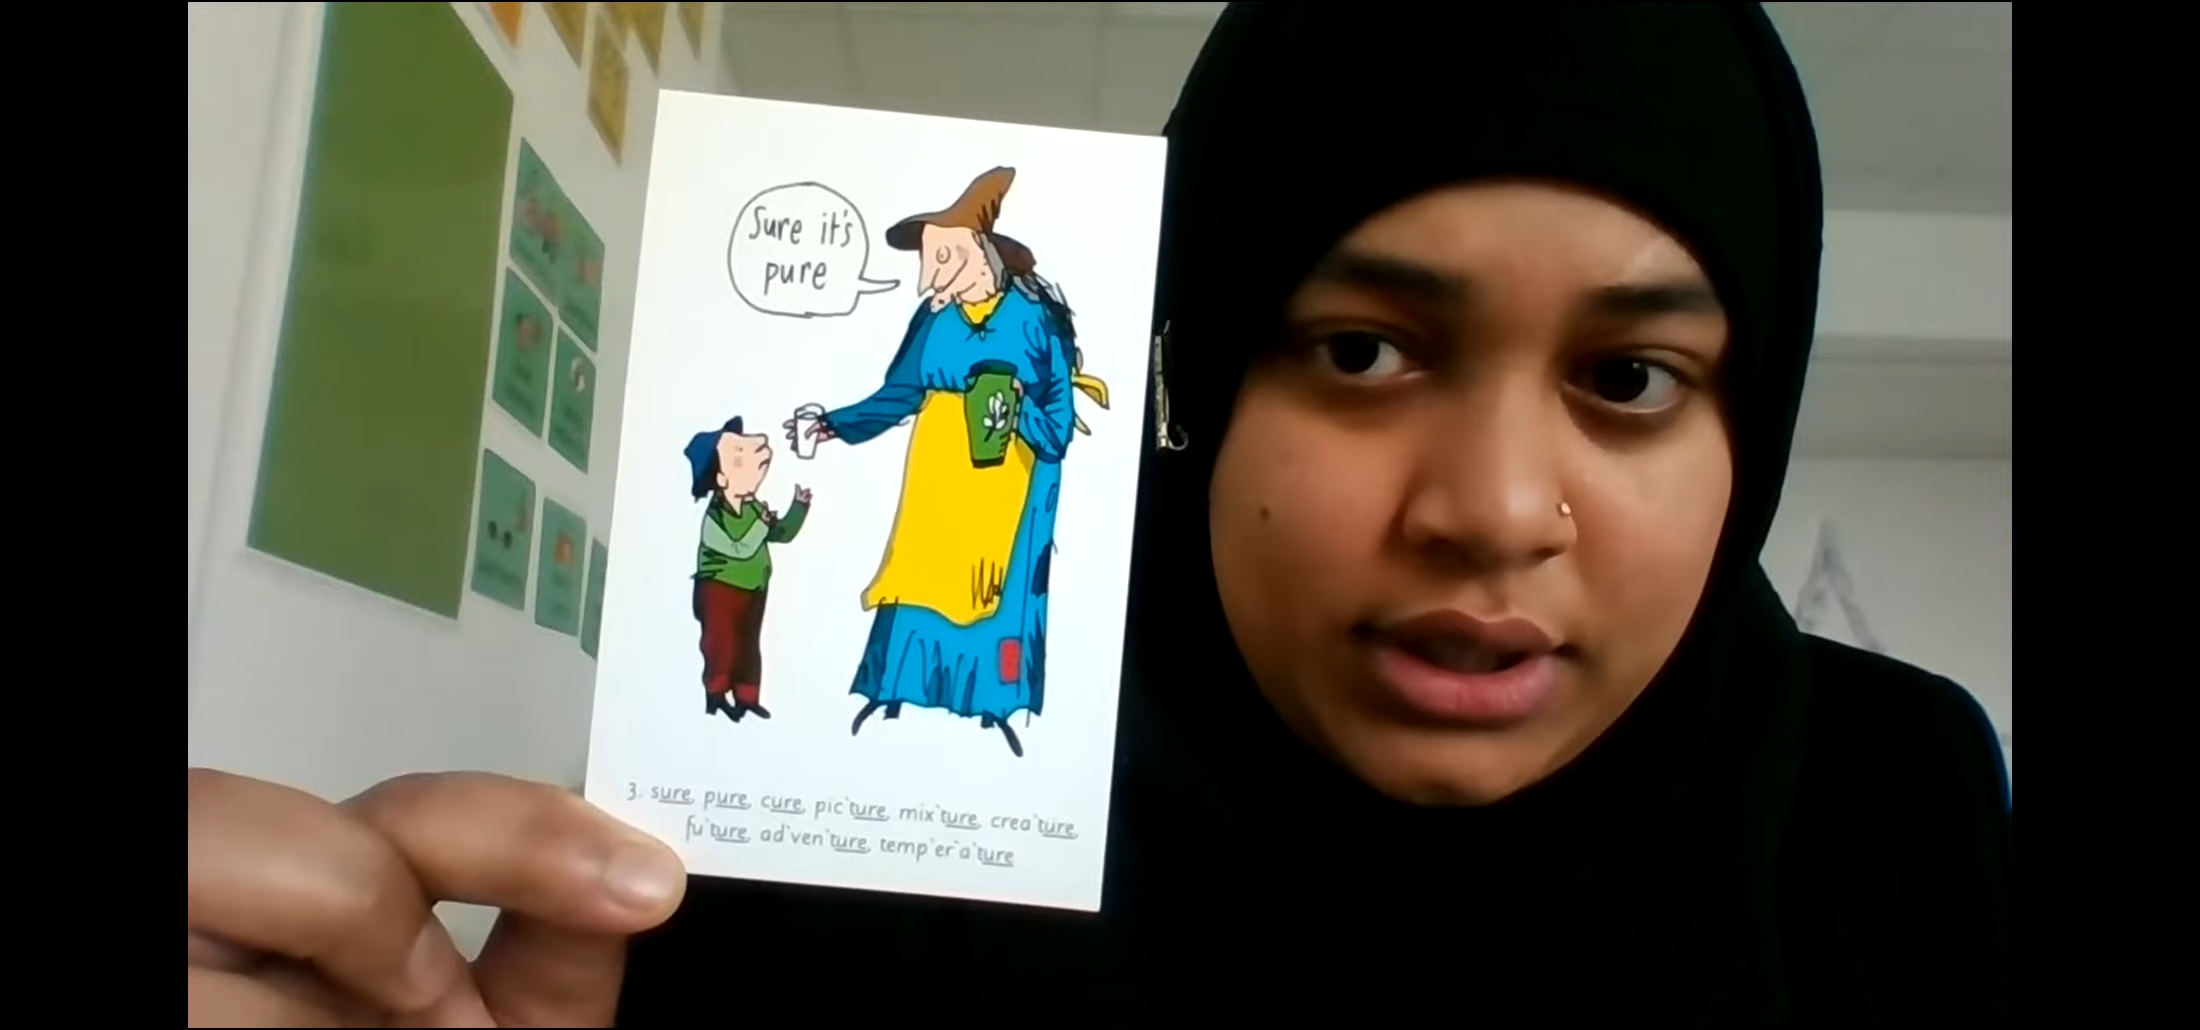 Sure it's
pure
3. sure, pure, cure, pic`ture, mix`ture, crea`ture,
fu`ture, ad`ven`ture, temp`er`a`ture